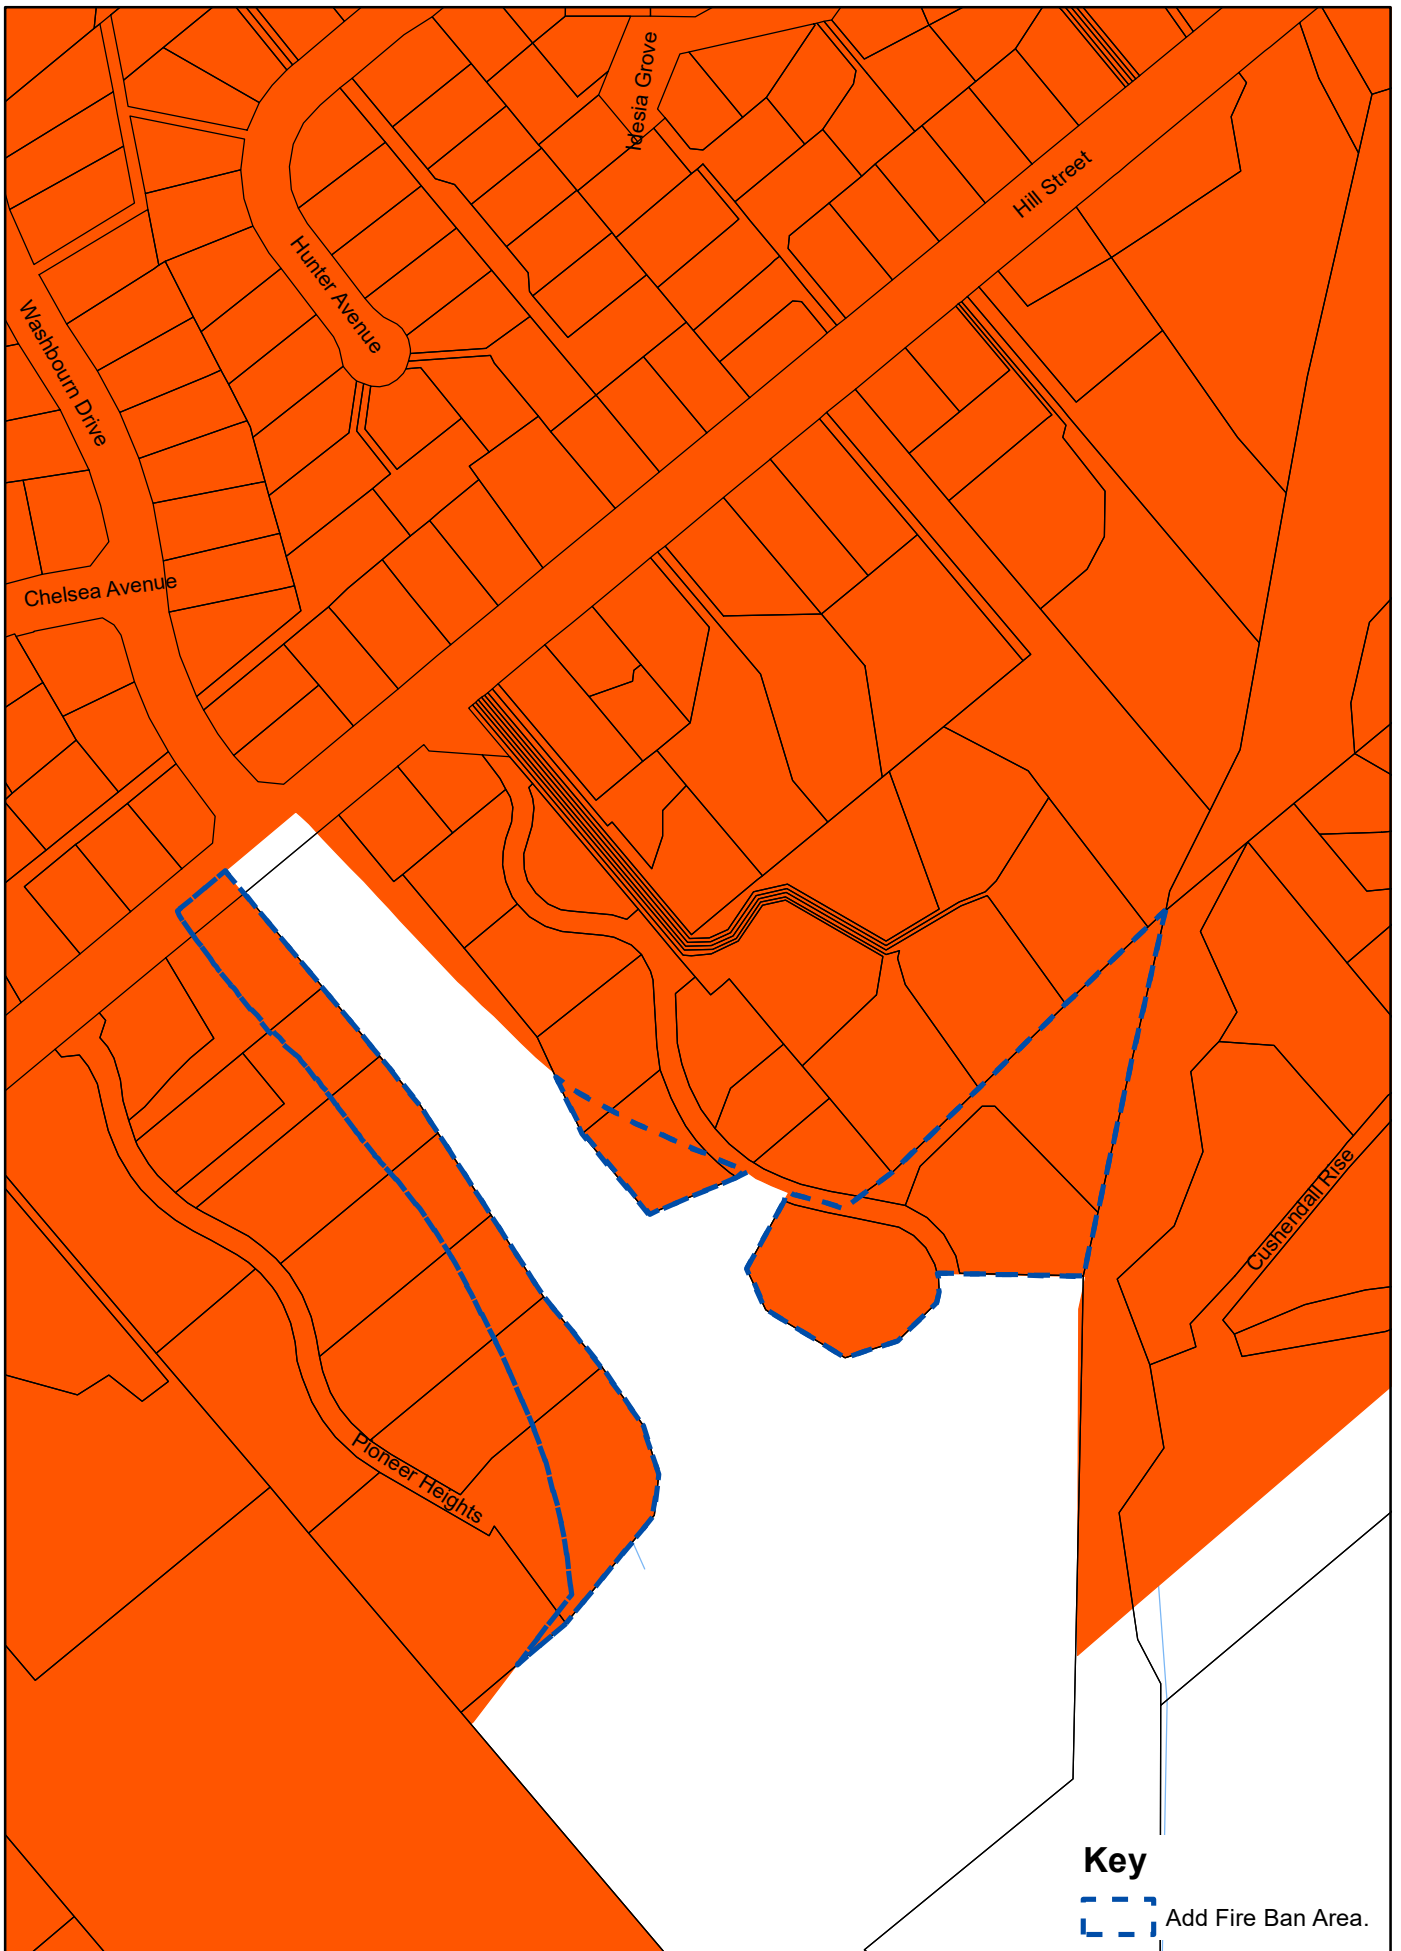 Idesia Grove
Hill Street
Hunter Avenue
Washbourn Drive
Chelsea Avenue
Cushendall Rise
Pioneer Heights
Key
Add Fire Ban Area.